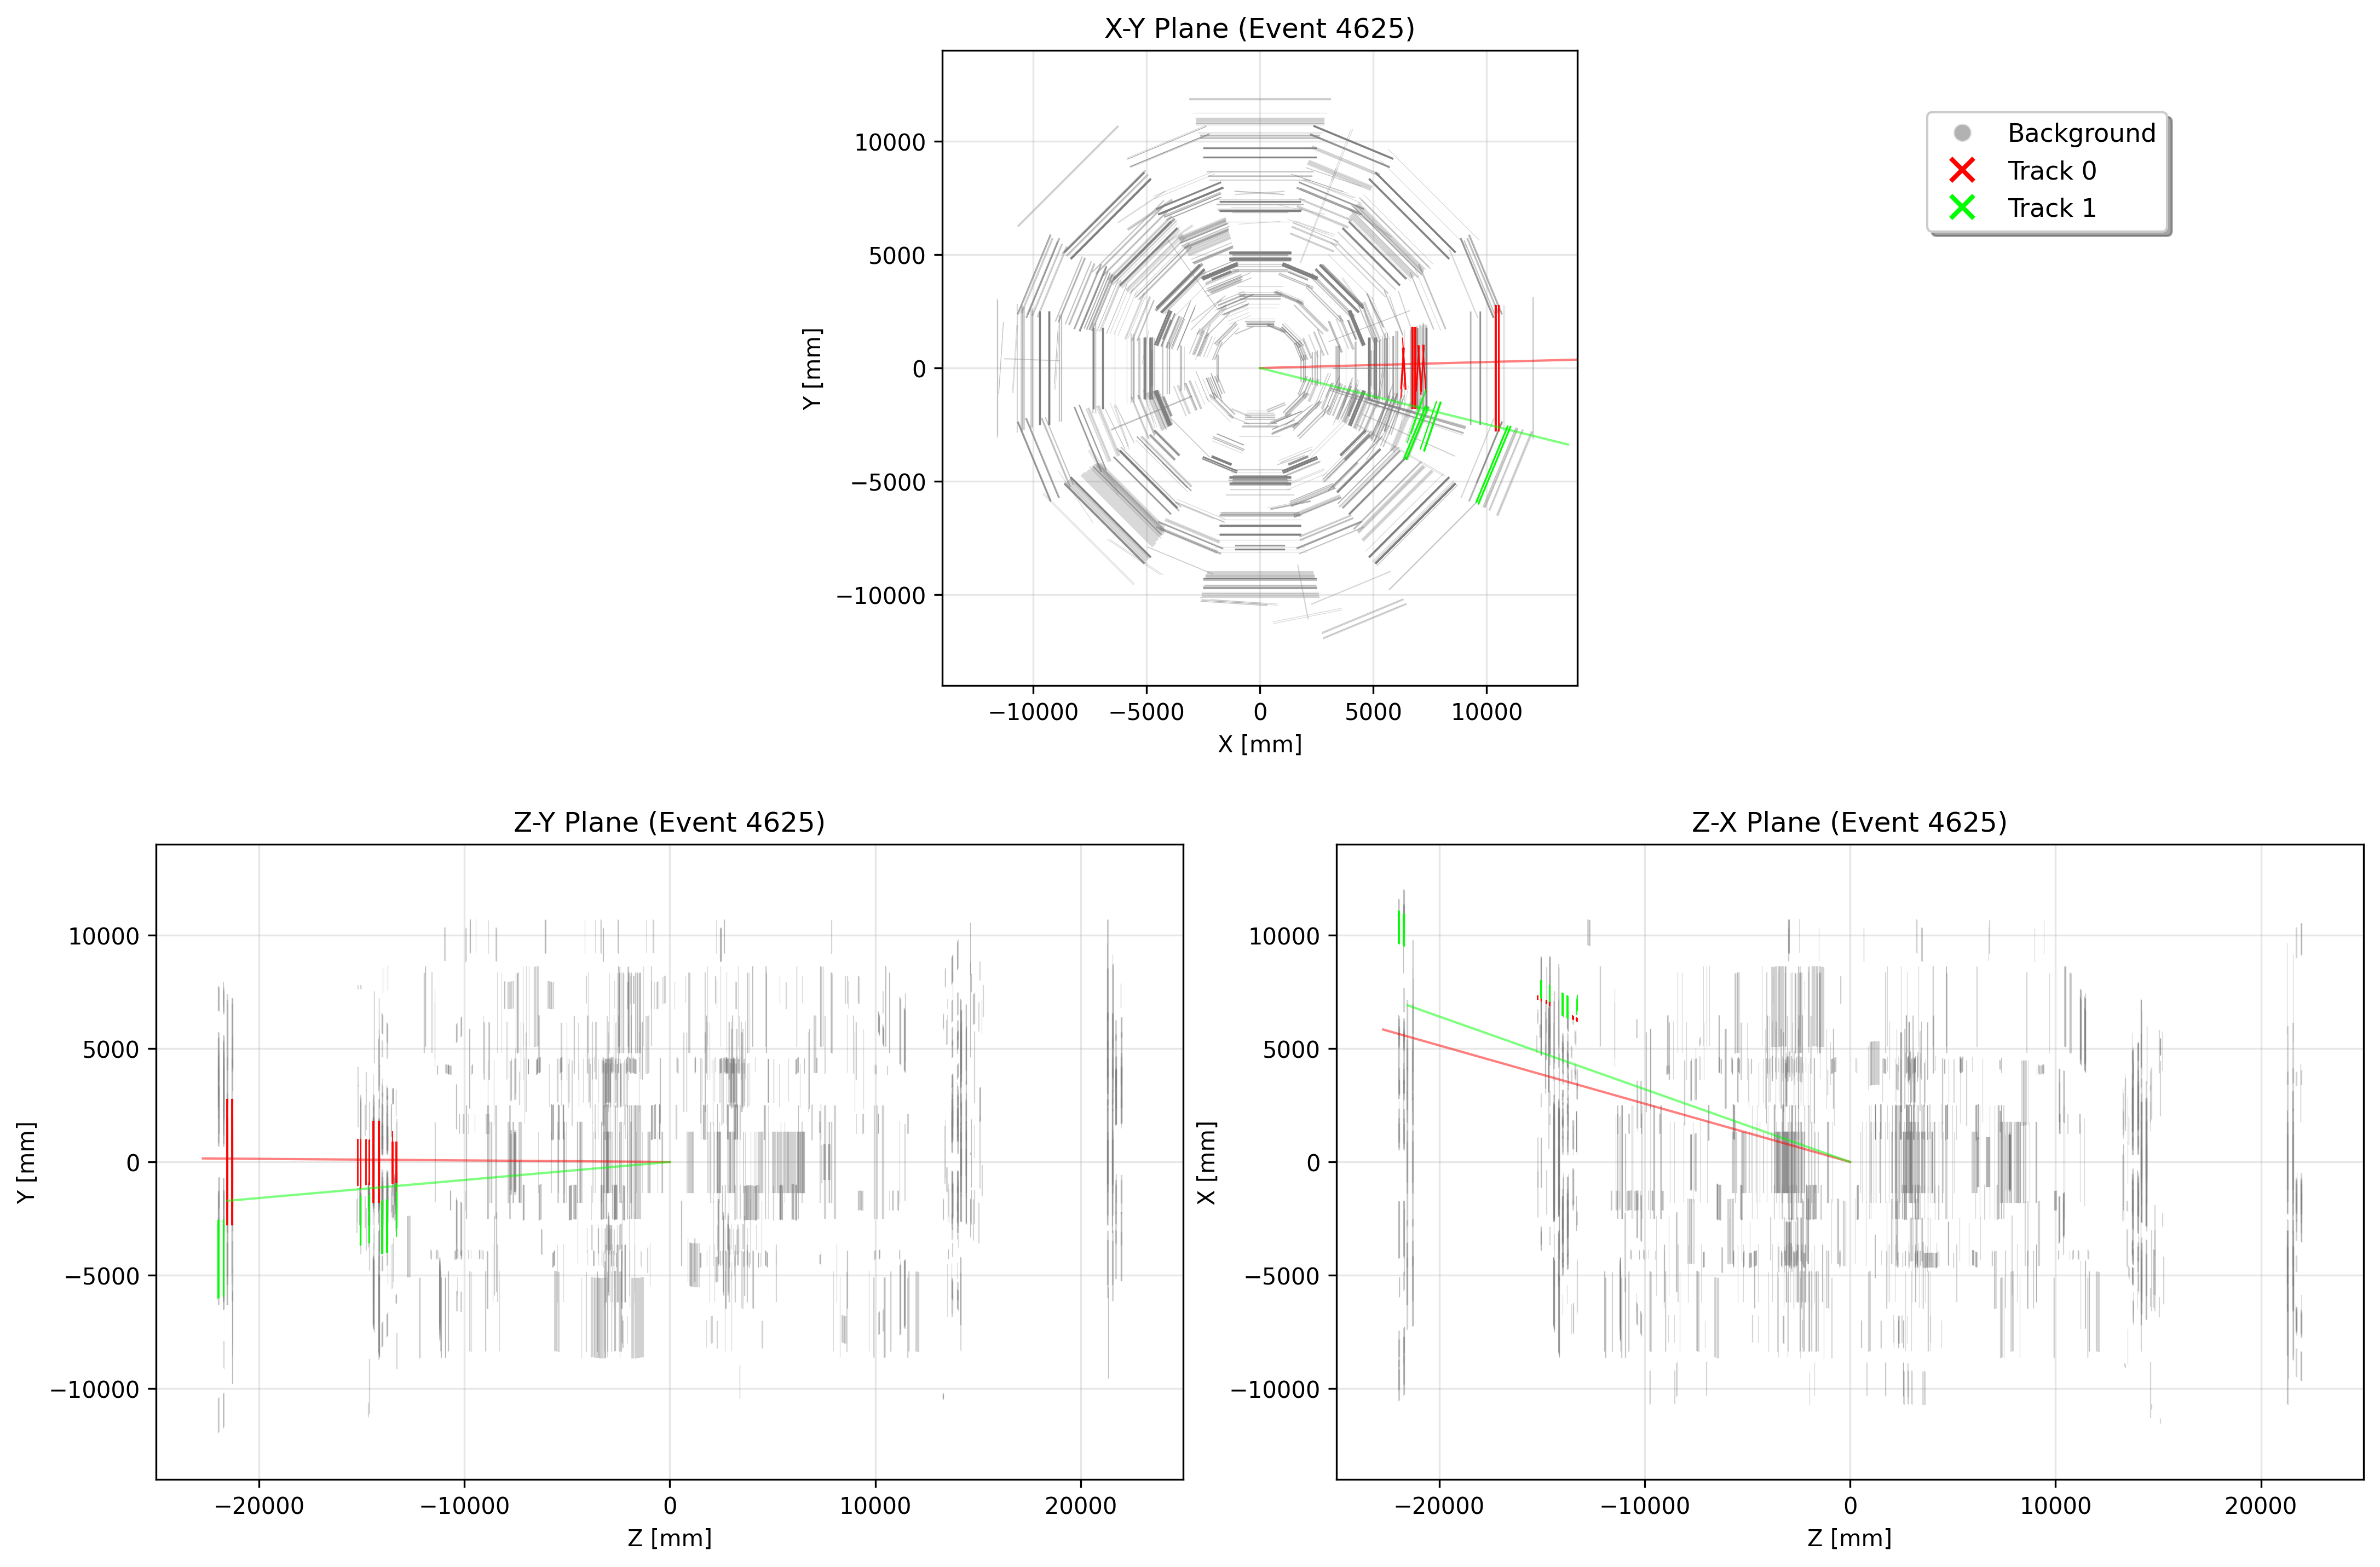 X-Y Plane (Event 4625)
Y [mm]
10000
5000
0
−5000
−10000
−10000 −5000 0 5000 10000
X [mm]
Background
Track 0
Track 1
Z-Y Plane (Event 4625)
Y [mm]
10000
5000
0
−5000
−10000
−20000 −10000 0 10000 20000
Z [mm]
Z-X Plane (Event 4625)
X [mm]
10000
5000
0
−5000
−10000
−20000 −10000 0 10000 20000
Z [mm]